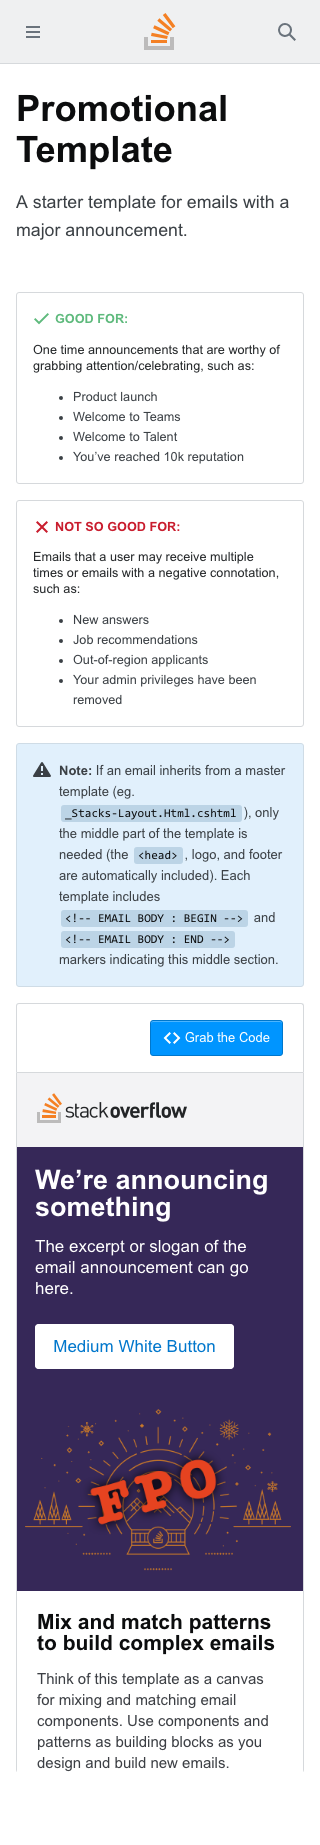 Promotional
Template
A starter template for emails with a
major announcement.
GOOD FOR:
One time announcements that are worthy of
grabbing attention/celebrating, such as:
• Product launch
• Welcome to Teams
• Welcome to Talent
• You’ve reached 10k reputation
NOT SO GOOD FOR:
Emails that a user may receive multiple
times or emails with a negative connotation,
such as:
• New answers
• Job recommendations
• Out-of-region applicants
• Your admin privileges have been
removed
Note: If an email inherits from a master
template (eg.
_Stacks-Layout.Html.cshtml ), only
the middle part of the template is
needed (the <head> , logo, and footer
are automatically included). Each
template includes
<!-- EMAIL BODY : BEGIN --> and
<!-- EMAIL BODY : END -->
markers indicating this middle section.
Grab the Code
stackoverflow
We’re announcing
something
The excerpt or slogan of the
email announcement can go
here.
Medium White Button
FPO
Mix and match patterns
to build complex emails
Think of this template as a canvas
for mixing and matching email
components. Use components and
patterns as building blocks as you
design and build new emails.